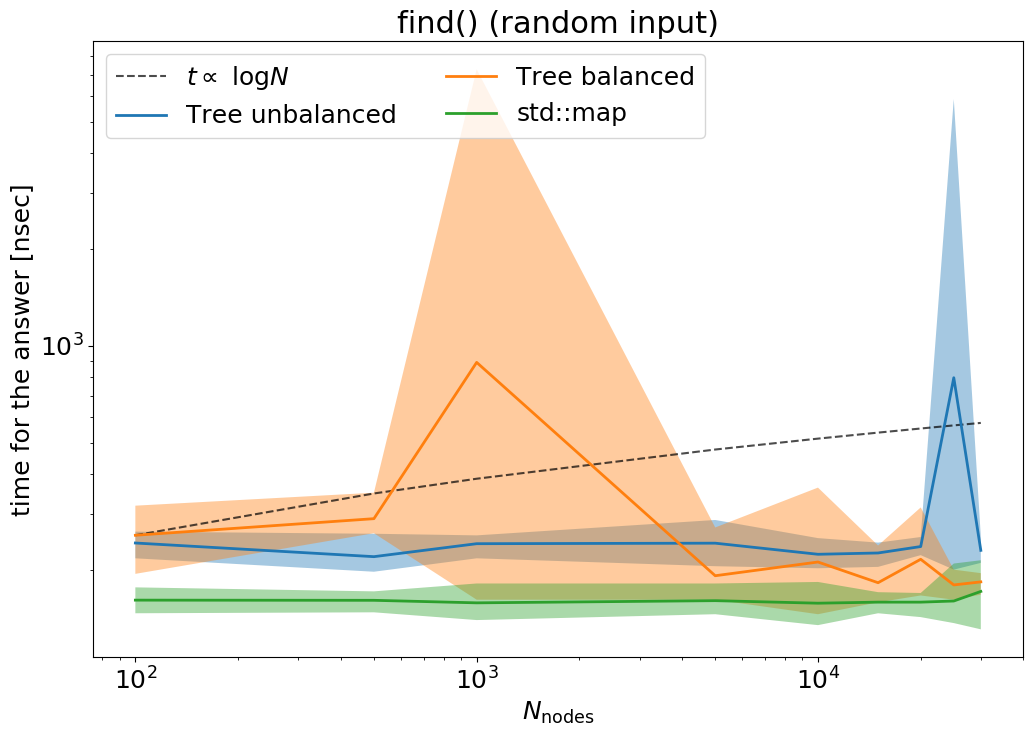 find() (random input)
t ∝ logN
Tree unbalanced
Tree balanced
std::map
time for the answer [nsec]
10³
10²
10³
10⁴
N_nodes